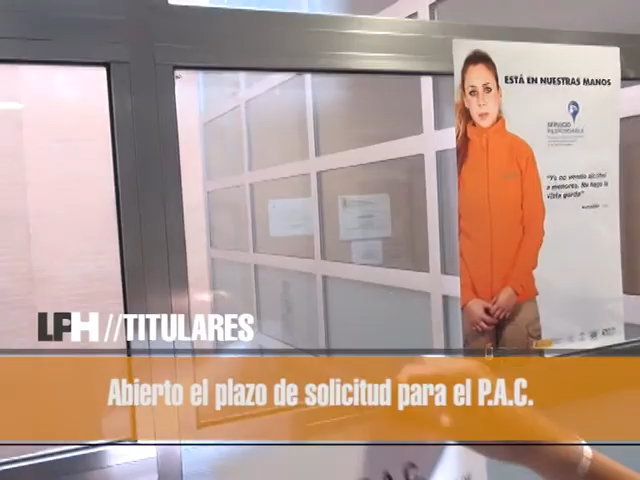 ESTÁ EN NUESTRAS MANOS
SERVICIO
RESPONSABLE
"Yo no vendo alcohol
a menores. No hago la
vista gorda"
LPH //TITULARES
Abierto el plazo de solicitud para el P.A.C.